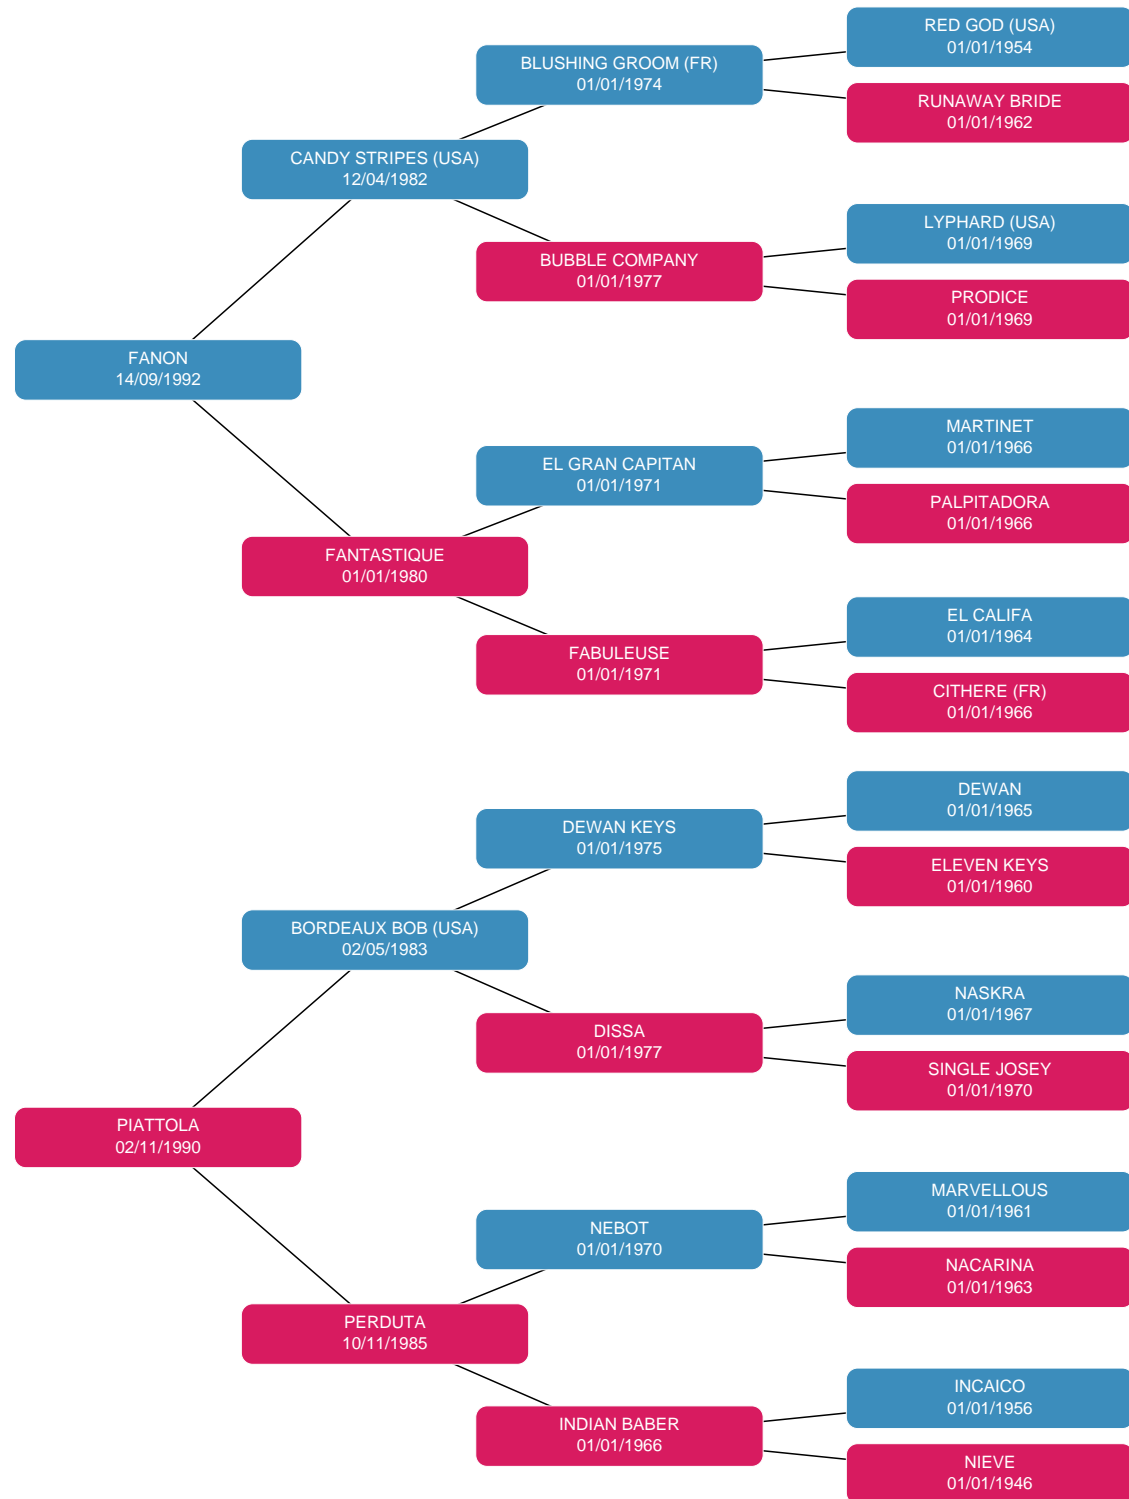 RED GOD (USA)
01/01/1954
BLUSHING GROOM (FR)
01/01/1974
RUNAWAY BRIDE
01/01/1962
CANDY STRIPES (USA)
12/04/1982
LYPHARD (USA)
01/01/1969
BUBBLE COMPANY
01/01/1977
PRODICE
01/01/1969
FANON
14/09/1992
MARTINET
01/01/1966
EL GRAN CAPITAN
01/01/1971
PALPITADORA
01/01/1966
FANTASTIQUE
01/01/1980
EL CALIFA
01/01/1964
FABULEUSE
01/01/1971
CITHERE (FR)
01/01/1966
DEWAN
01/01/1965
DEWAN KEYS
01/01/1975
ELEVEN KEYS
01/01/1960
BORDEAUX BOB (USA)
02/05/1983
NASKRA
01/01/1967
DISSA
01/01/1977
SINGLE JOSEY
01/01/1970
PIATTOLA
02/11/1990
MARVELLOUS
01/01/1961
NEBOT
01/01/1970
NACARINA
01/01/1963
PERDUTA
10/11/1985
INCAICO
01/01/1956
INDIAN BABER
01/01/1966
NIEVE
01/01/1946